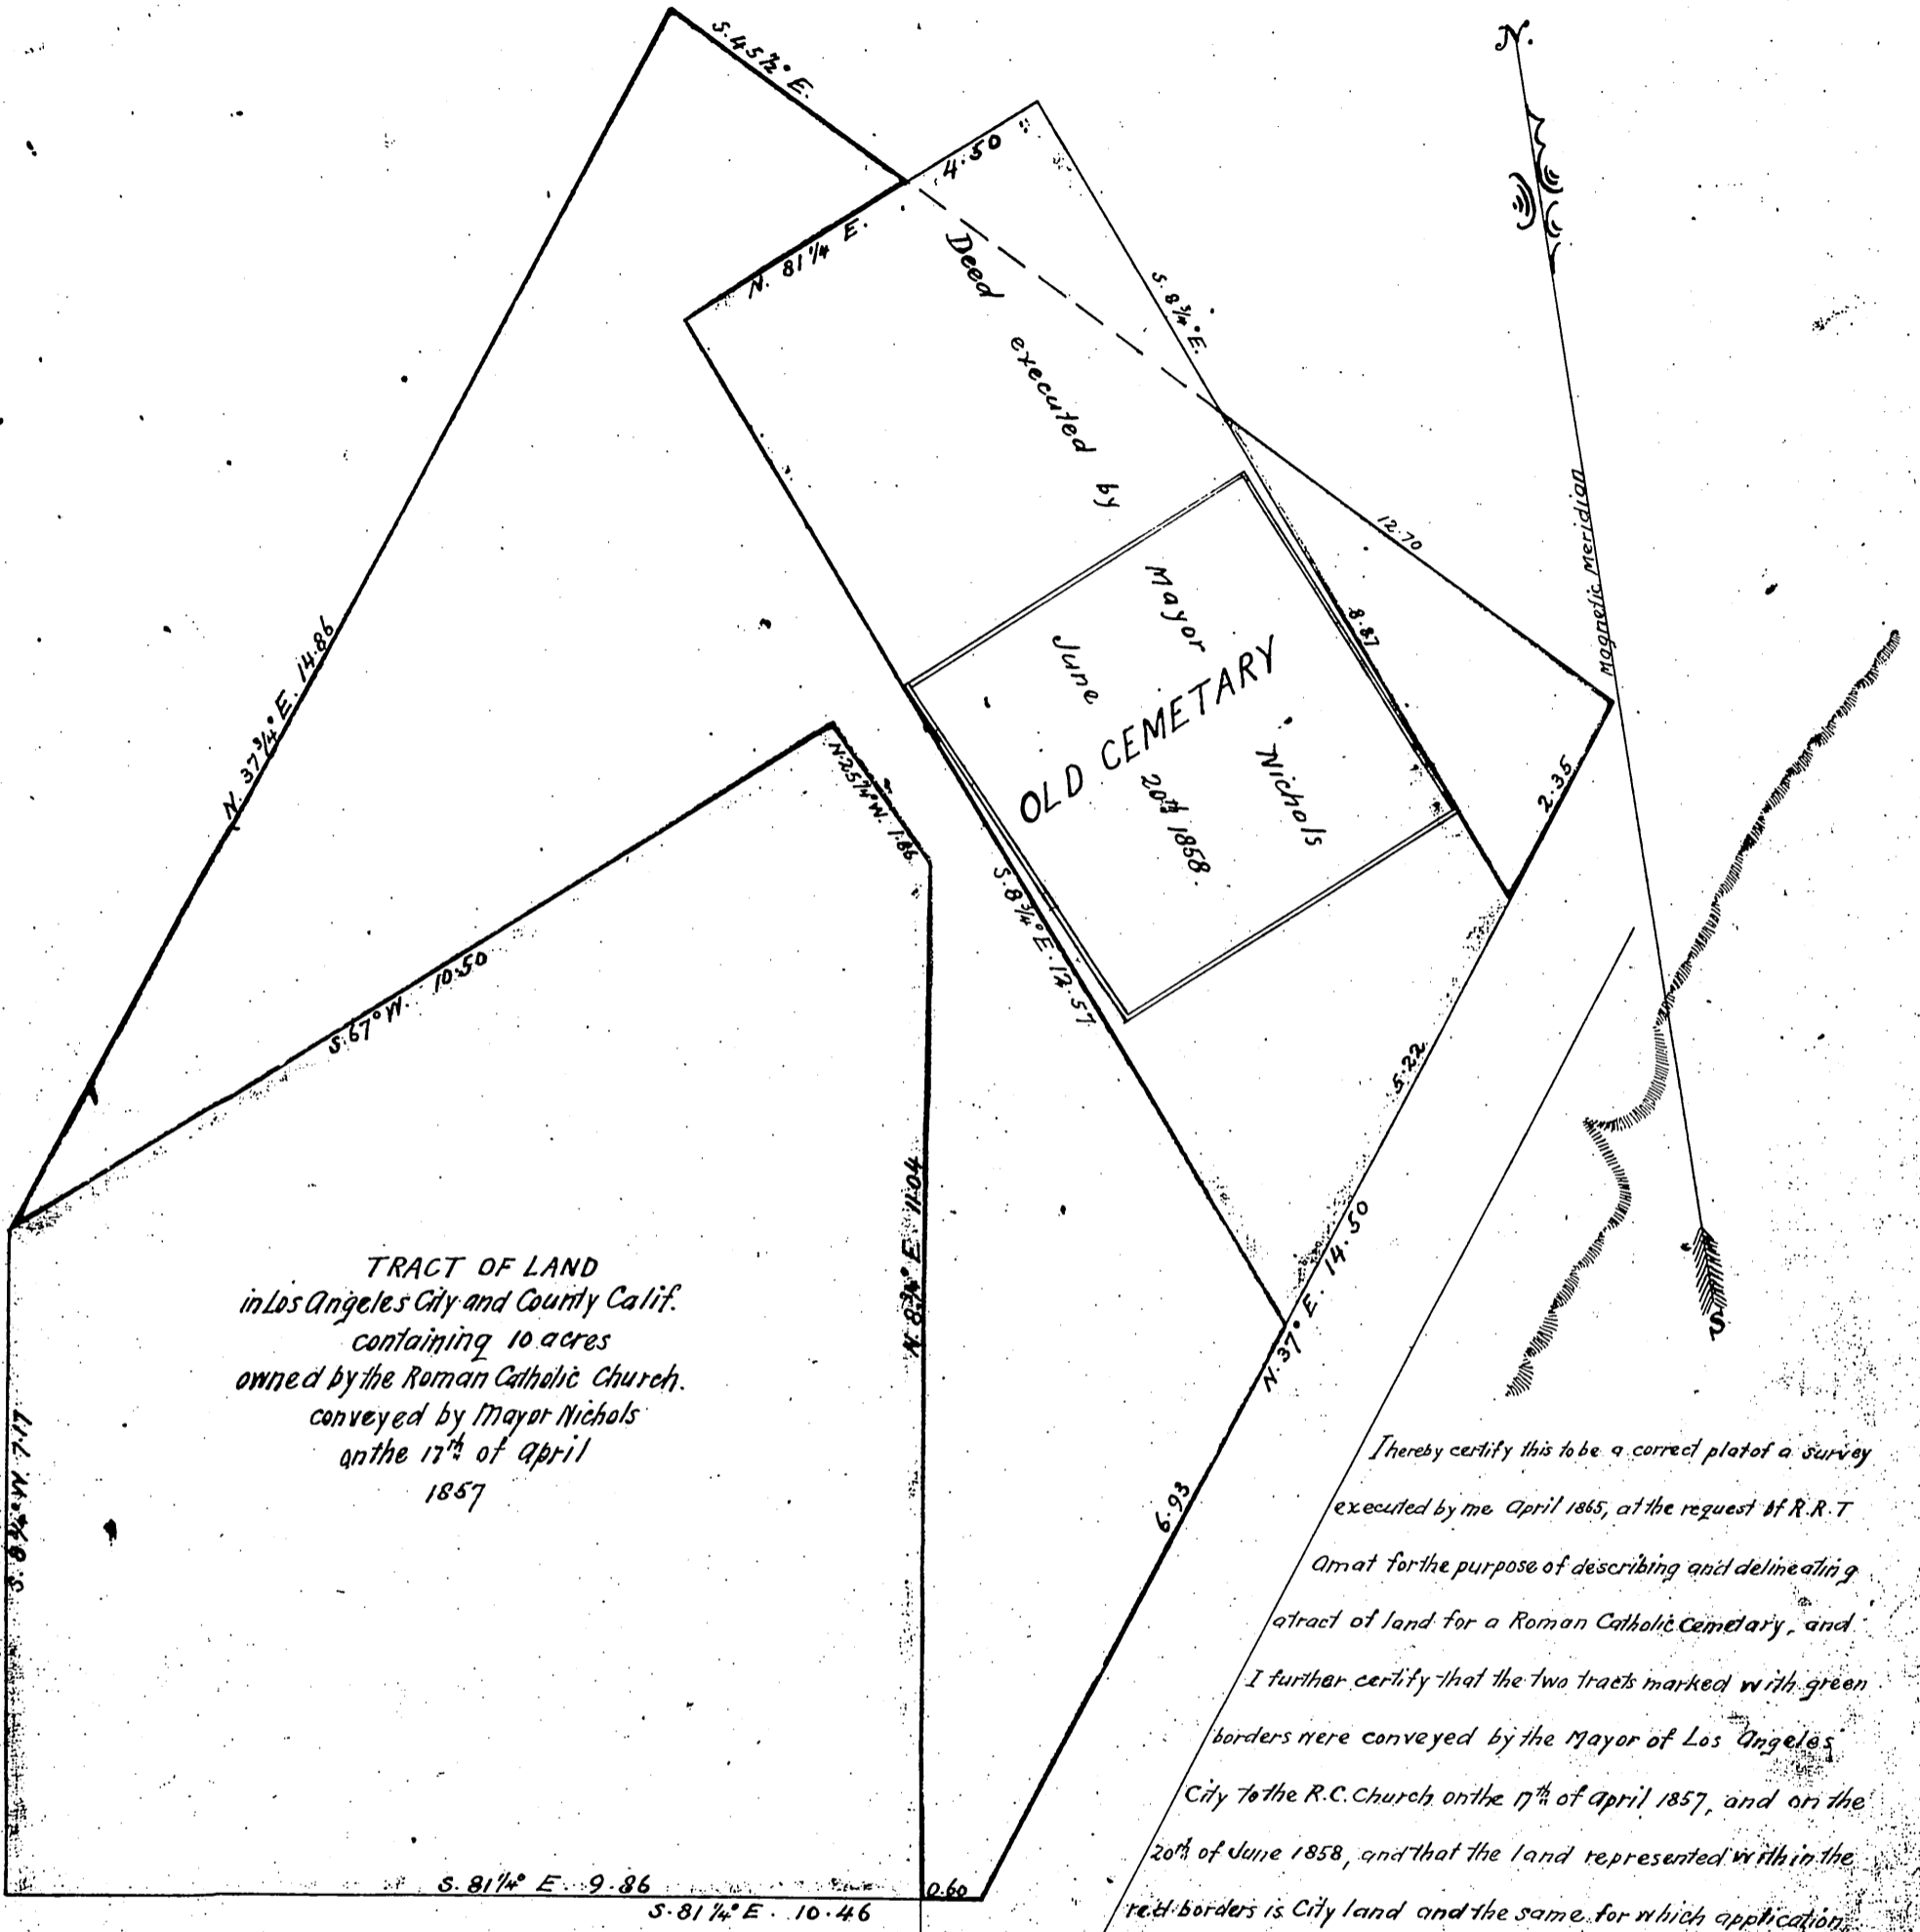 S. 45½° E.
N.
4.50
N. 81¼ E.
Deed executed by Mayor Nichols
June 20th 1858.
S. 8¾° E.
12.70
8.87
Magnetic Meridian
OLD CEMETARY
2.35
N. 37¾° E. 14.86
N. 25¼° W. 1.66
S. 67° W. 10.50
S. 8¾° E. 12.57
5.22
N. 37° E. 14.50
N. 8¾° E 11.04
S
TRACT OF LAND
in Los Angeles City and County Calif.
containing 10 acres
owned by the Roman Catholic Church.
conveyed by Mayor Nichols
on the 17th of April
1857
S. 8¾° W. 7.17
6.93
S. 81¼° E. 9.86
0.60
S. 81¼° E. 10.46
I hereby certify this to be a correct plat of a survey
executed by me April 1865, at the request of R.R.T
Amat for the purpose of describing and delineating
a tract of land for a Roman Catholic Cemetary, and
I further certify that the two tracts marked with green
borders were conveyed by the Mayor of Los Angeles
City to the R.C. Church on the 17th of April 1857, and on the
20th of June 1858, and that the land represented within the
red borders is City land and the same for which application